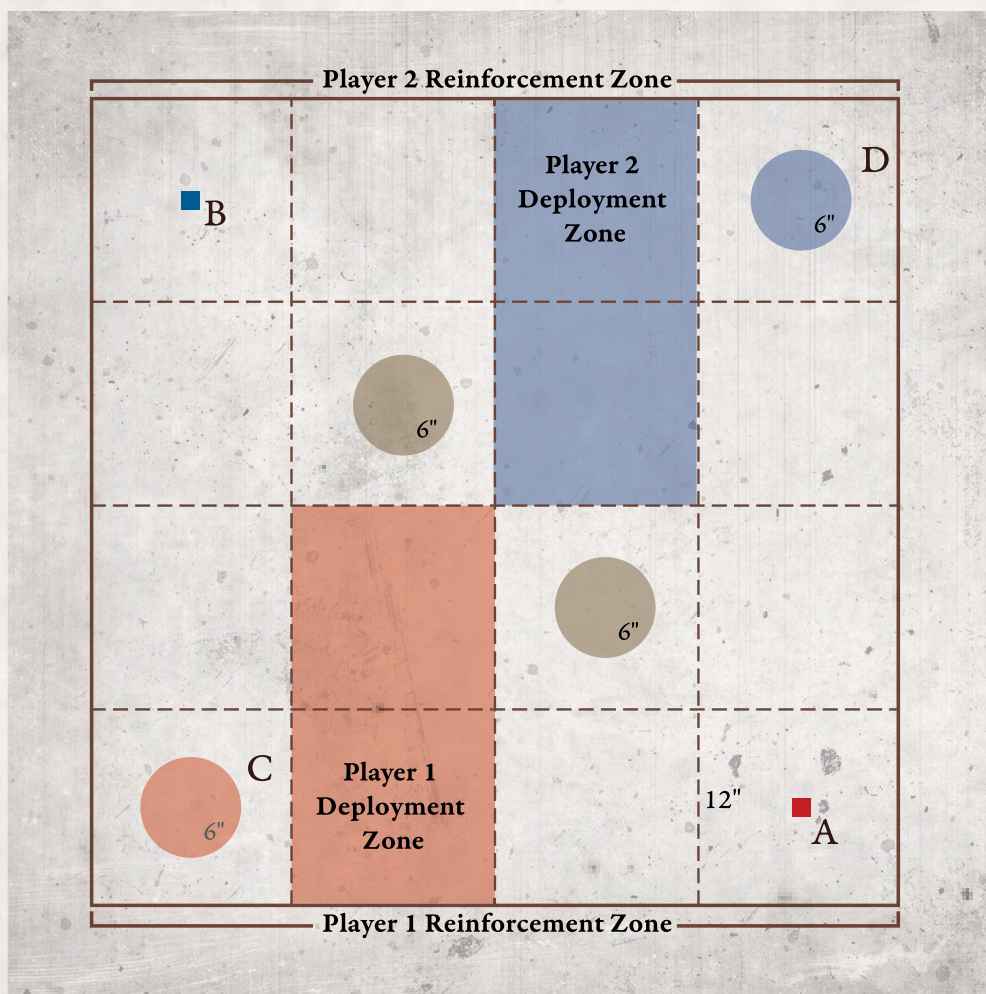 Player 2 Reinforcement Zone
Player 2
Deployment
Zone
D
6"
B
6"
6"
C
6"
Player 1
Deployment
Zone
12"
A
Player 1 Reinforcement Zone